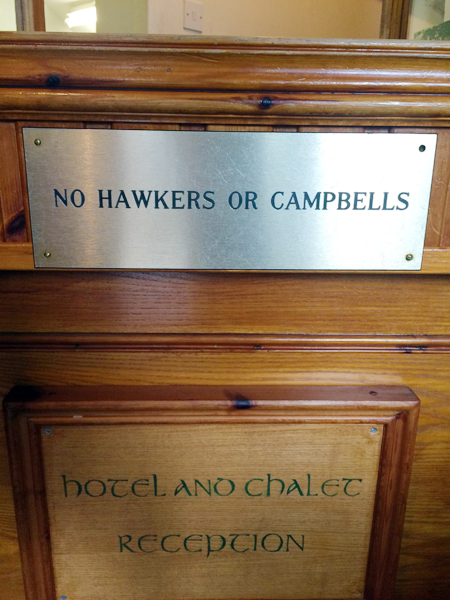 NO HAWKERS OR CAMPBELLS
HOTEL AND CHALET
RECEPTION